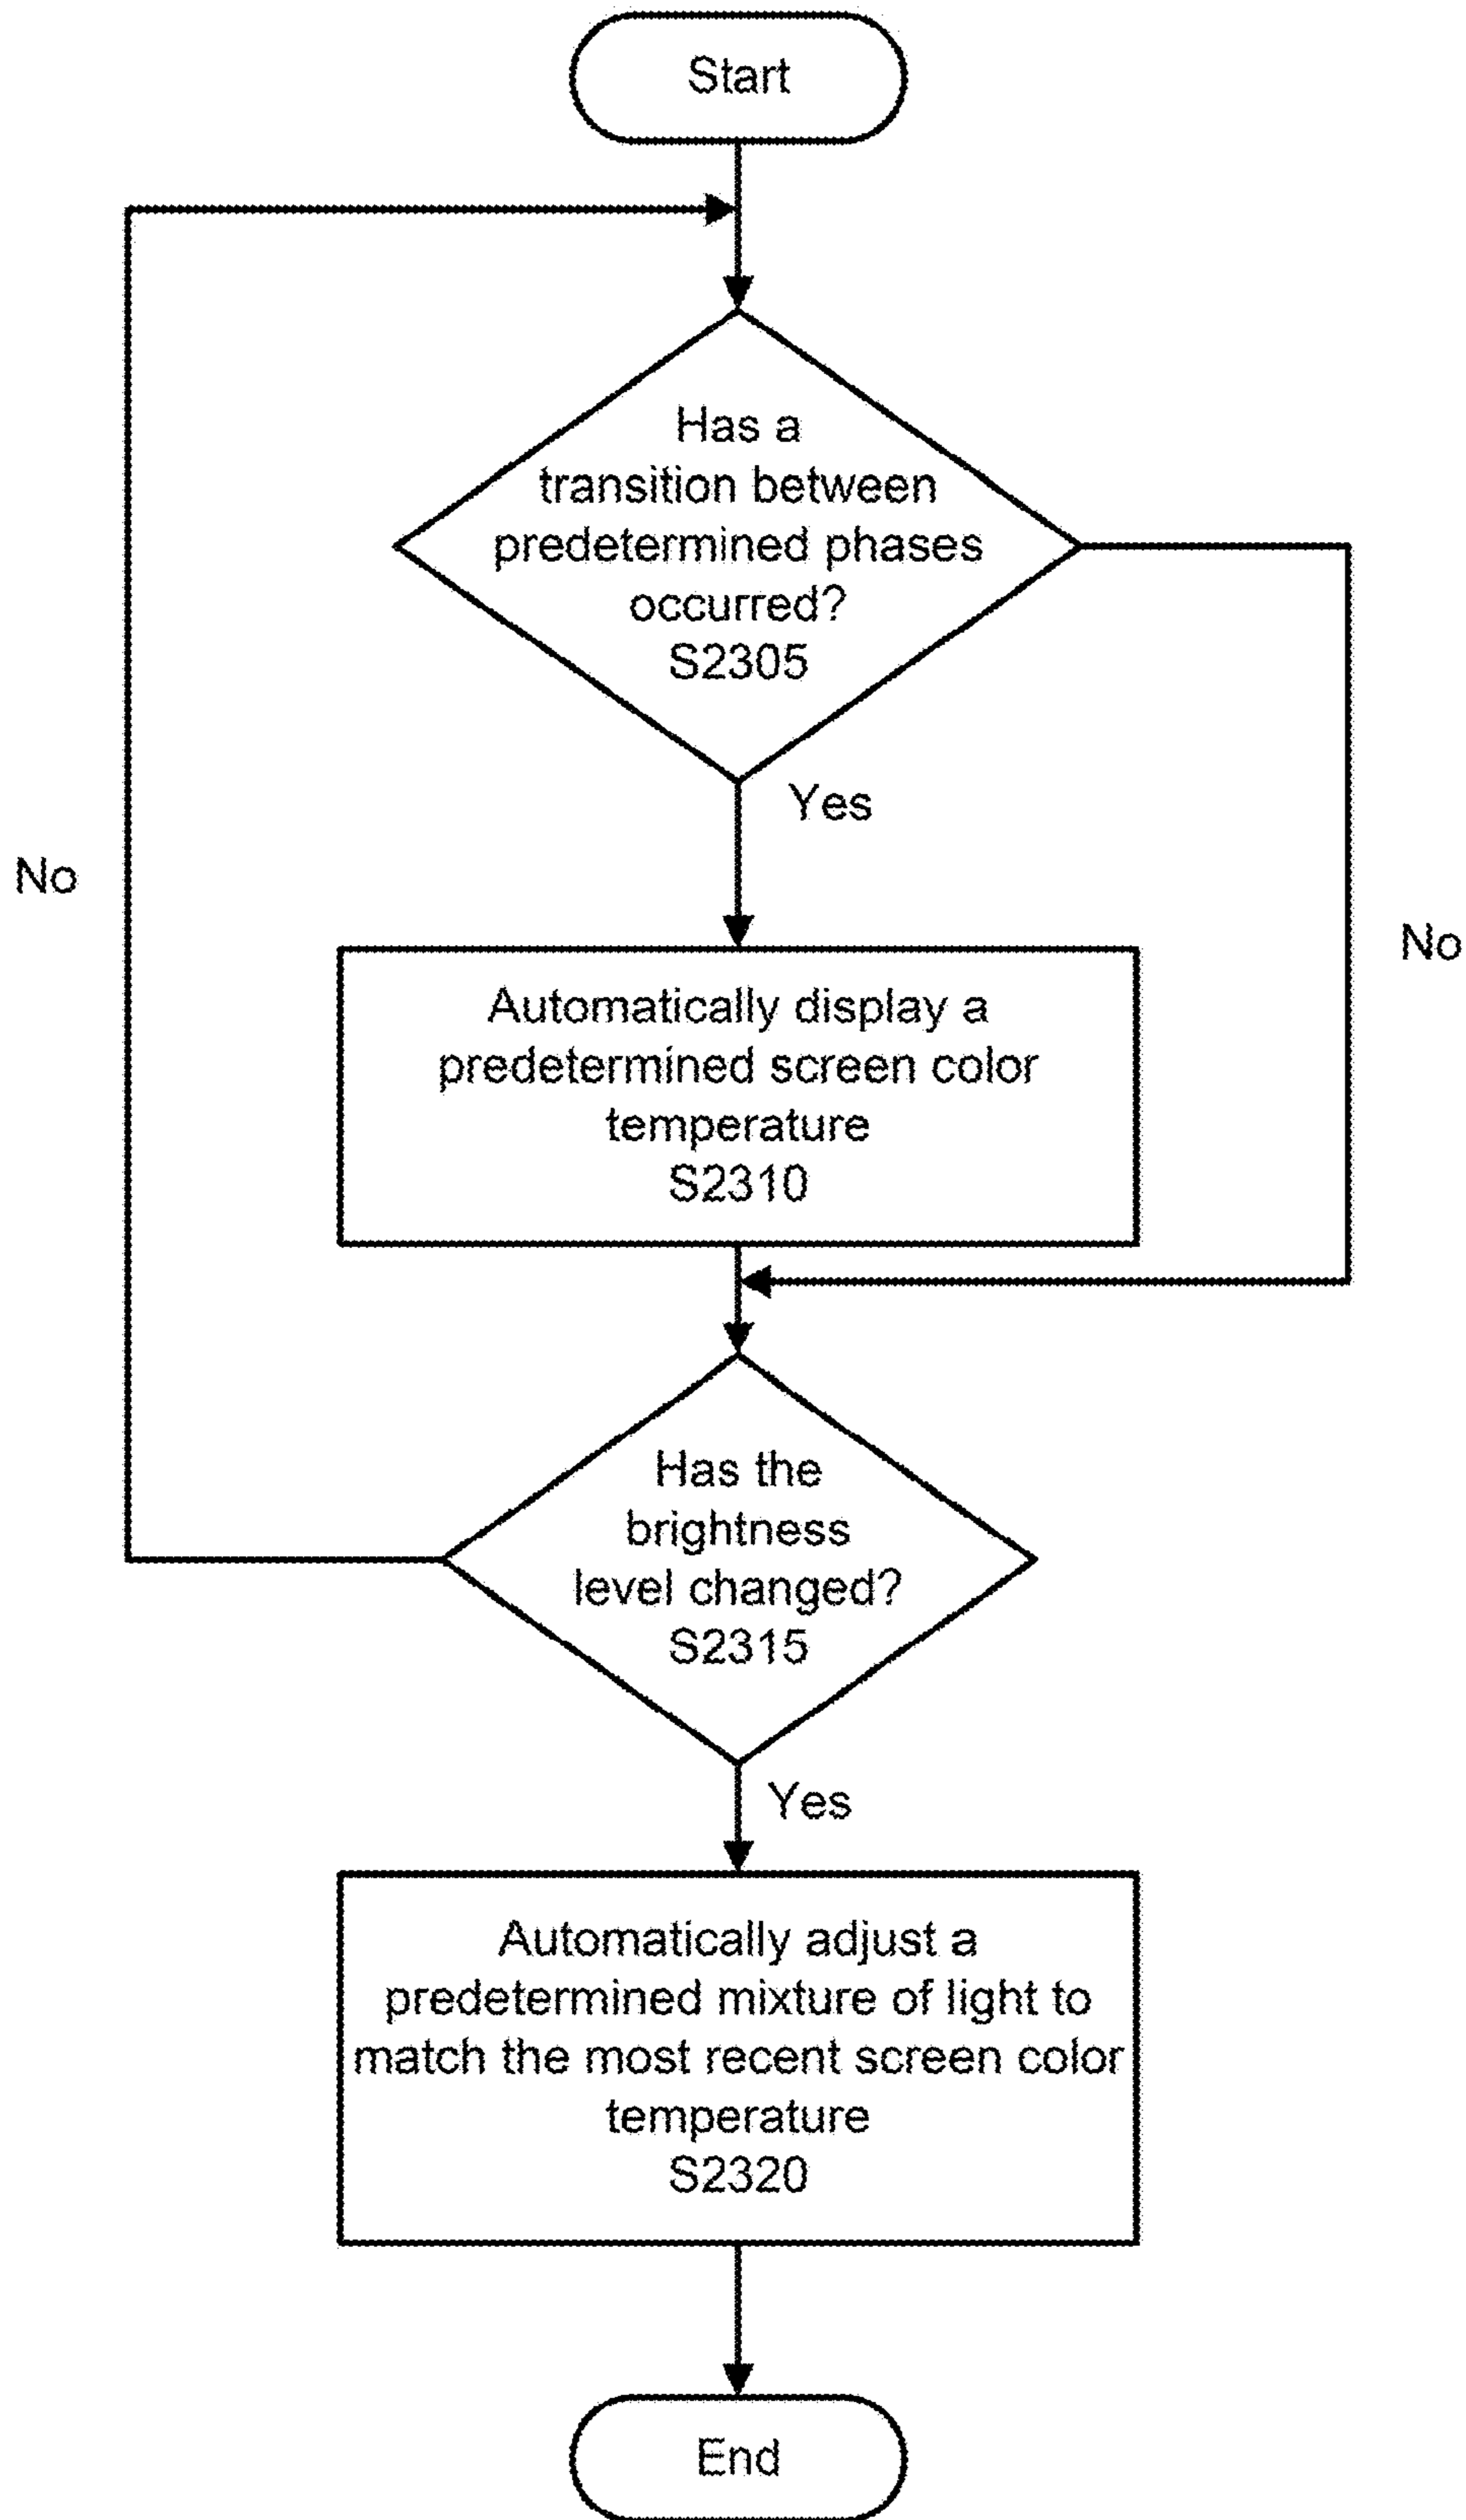 Start
Has a
transition between
predetermined phases
occurred?
S2305
Yes
No
No
Automatically display a
predetermined screen color
temperature
S2310
Has the
brightness
level changed?
S2315
Yes
Automatically adjust a
predetermined mixture of light to
match the most recent screen color
temperature
S2320
End